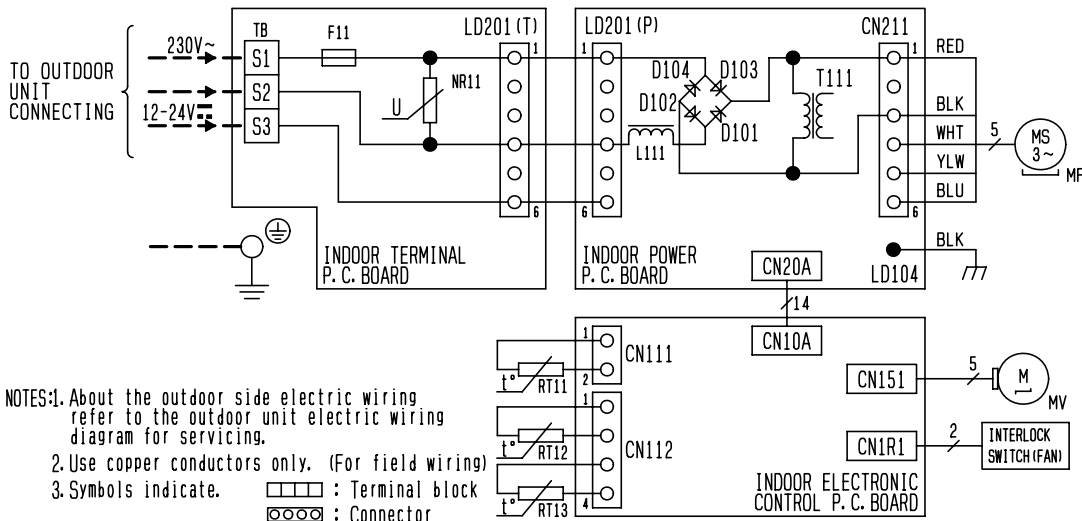 230V~
TO OUTDOOR
UNIT
CONNECTING
12-24V
TB
S1
S2
S3
F11
U
NR11
LD201(T)
1
6
INDOOR TERMINAL
P.C.BOARD
LD201(P)
1
6
D104
D103
D102
D101
L111
T111
CN211
1
6
RED
BLK
WHT
YLW
BLU
5
MS
3~
MF
INDOOR POWER
P.C.BOARD
CN20A
LD104
BLK
14
CN10A
1
2
CN111
t°
RT11
1
4
CN112
t°
RT12
t°
RT13
CN151
5
M
MV
CN1R1
2
INTERLOCK
SWITCH(FAN)
INDOOR ELECTRONIC
CONTROL P.C.BOARD
NOTES:1. About the outdoor side electric wiring
refer to the outdoor unit electric wiring
diagram for servicing.
2. Use copper conductors only. (For field wiring)
3. Symbols indicate.
: Terminal block
: Connector